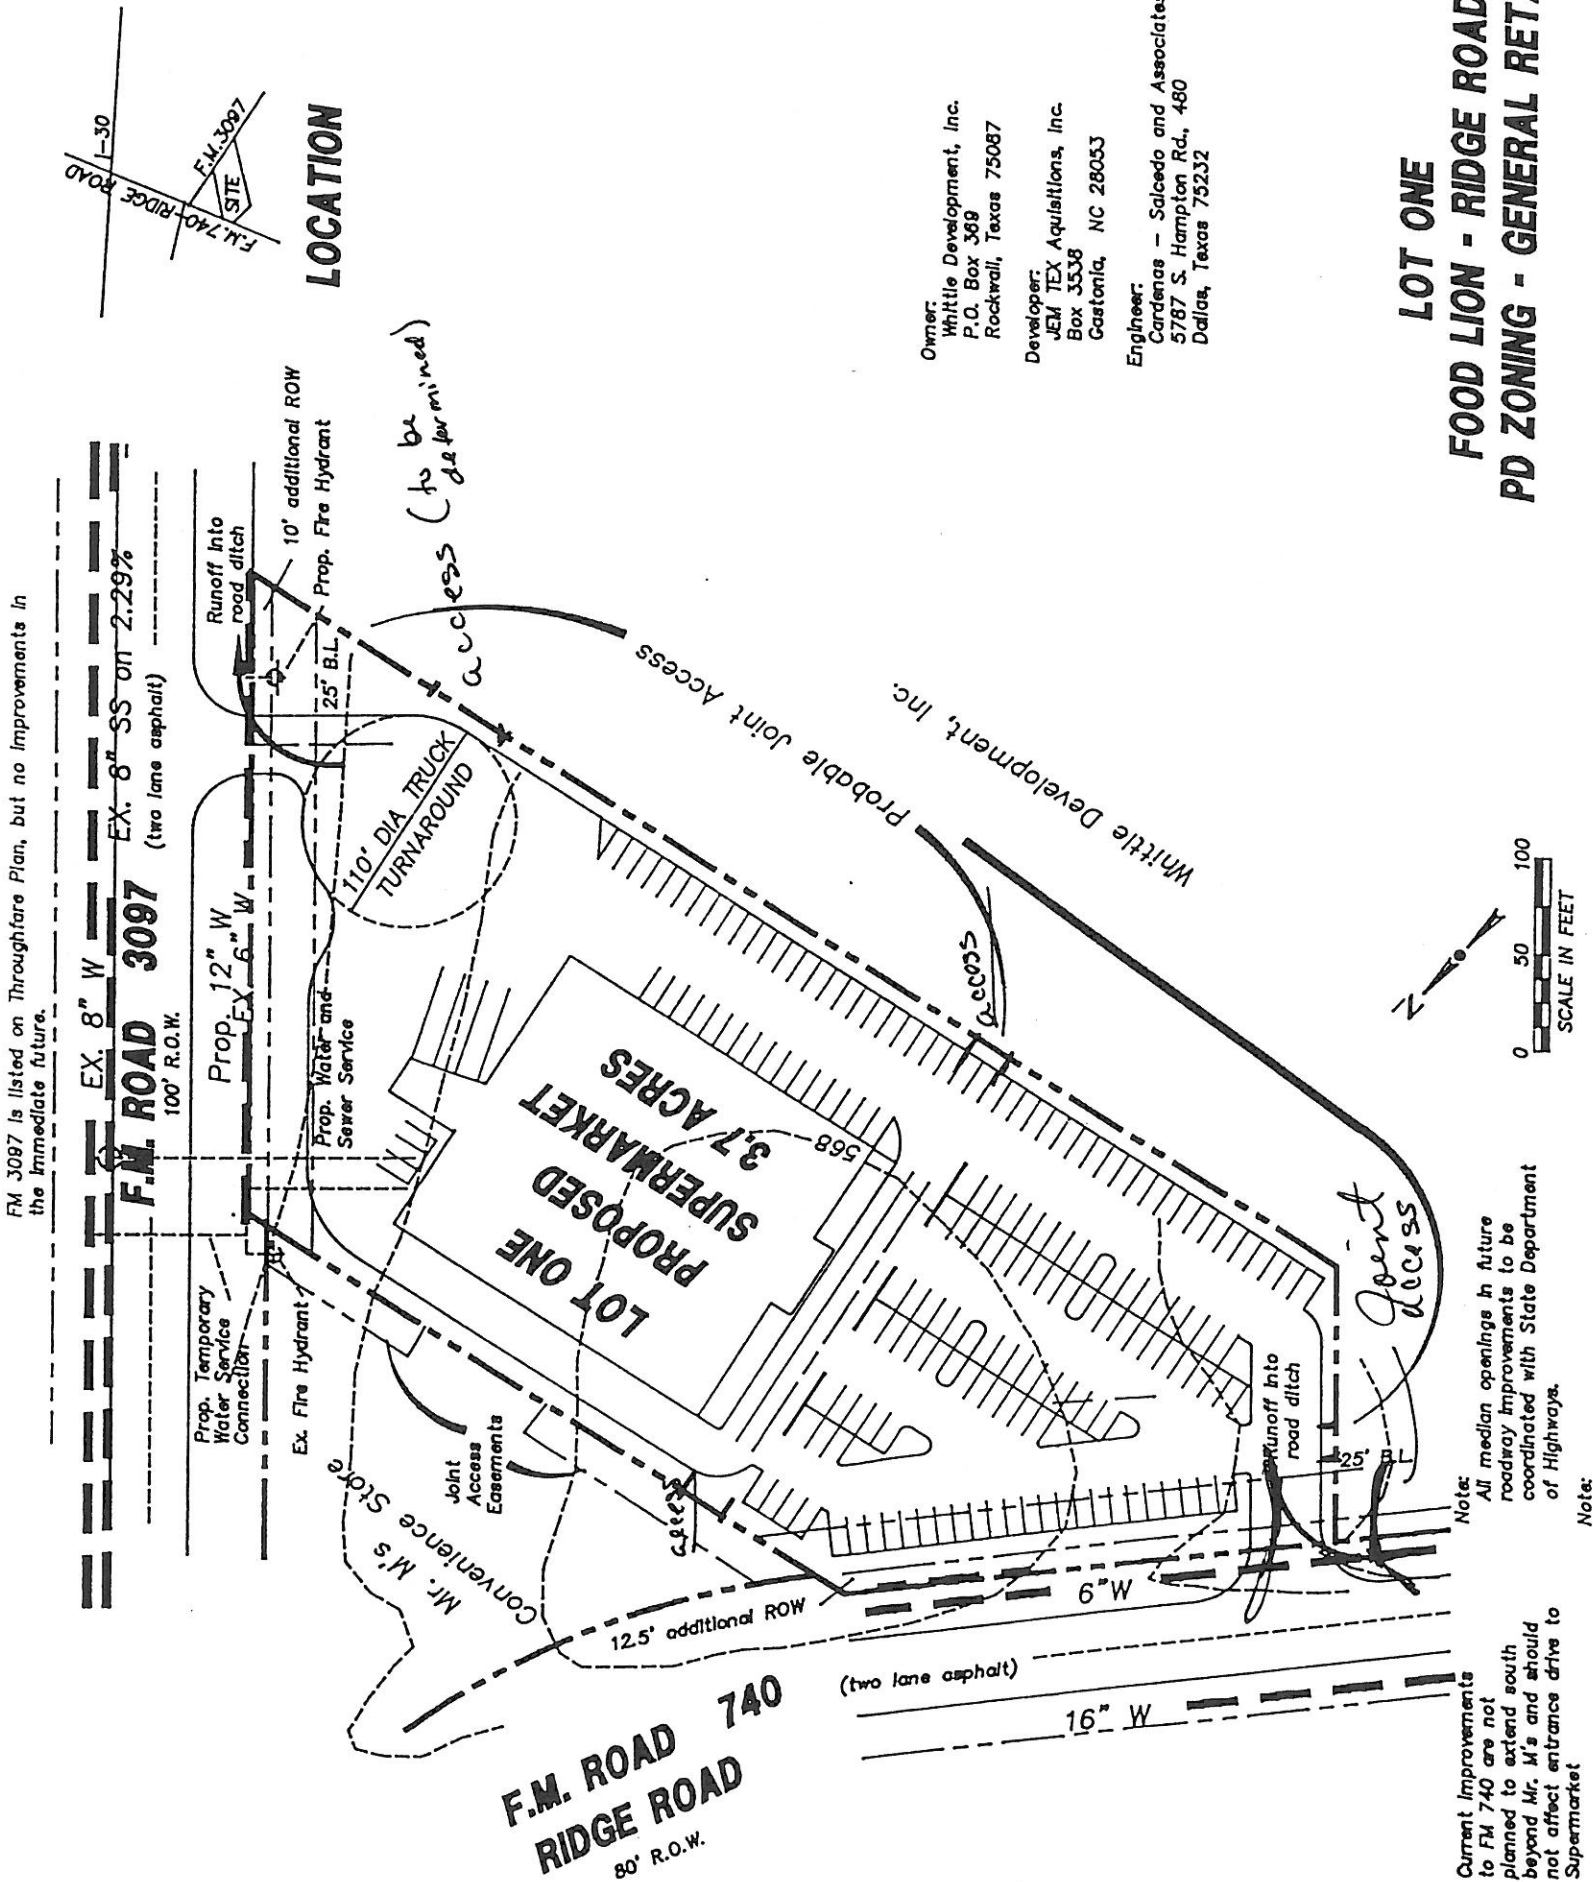 FM 3097 is listed on Throughfare Plan, but no improvements in
the immediate future.
EX. 8" W
EX. 8" SS on 2.29%
F.M. ROAD 3097
(two lane asphalt)
100' R.O.W.
Prop. 12" W
EX. 6" W
Runoff into
road ditch
10' additional ROW
Prop. Fire Hydrant
25' B.L.
110' DIA TRUCK
TURNAROUND
access (to be
determined)
Prop. Temporary
Water Service
Connection
Ex. Fire Hydrant
Prop. Water and
Sewer Service
Joint
Access
Easements
Mr. M's
Convenience Store
access
LOT ONE
PROPOSED
SUPERMARKET
3.7 ACRES
568
Probable Joint Access
access
Whittle Development, Inc.
Joint
access
Runoff into
road ditch
25' B.L.
12.5' additional ROW
6"W
F.M. ROAD 740
RIDGE ROAD
80' R.O.W.
(two lane asphalt)
16" W
I-30
ROAD
F.M.740-RIDGE
F.M.3097
SITE
LOCATION
Owner:
Whittle Development, Inc.
P.O. Box 369
Rockwall, Texas 75087
Developer:
JEM TEX Aquisitions, Inc.
Box 3538
Gastonia, NC 28053
Engineer:
Cardenas - Salcedo and Associates
5787 S. Hampton Rd., 480
Dallas, Texas 75232
N
0 50 100
SCALE IN FEET
Note:
All median openings in future
roadway improvements to be
coordinated with State Department
of Highways.
Note:
Current improvements
to FM 740 are not
planned to extend south
beyond Mr. M's and should
not affect entrance drive to
Supermarket
LOT ONE
FOOD LION - RIDGE ROAD
PD ZONING - GENERAL RETA